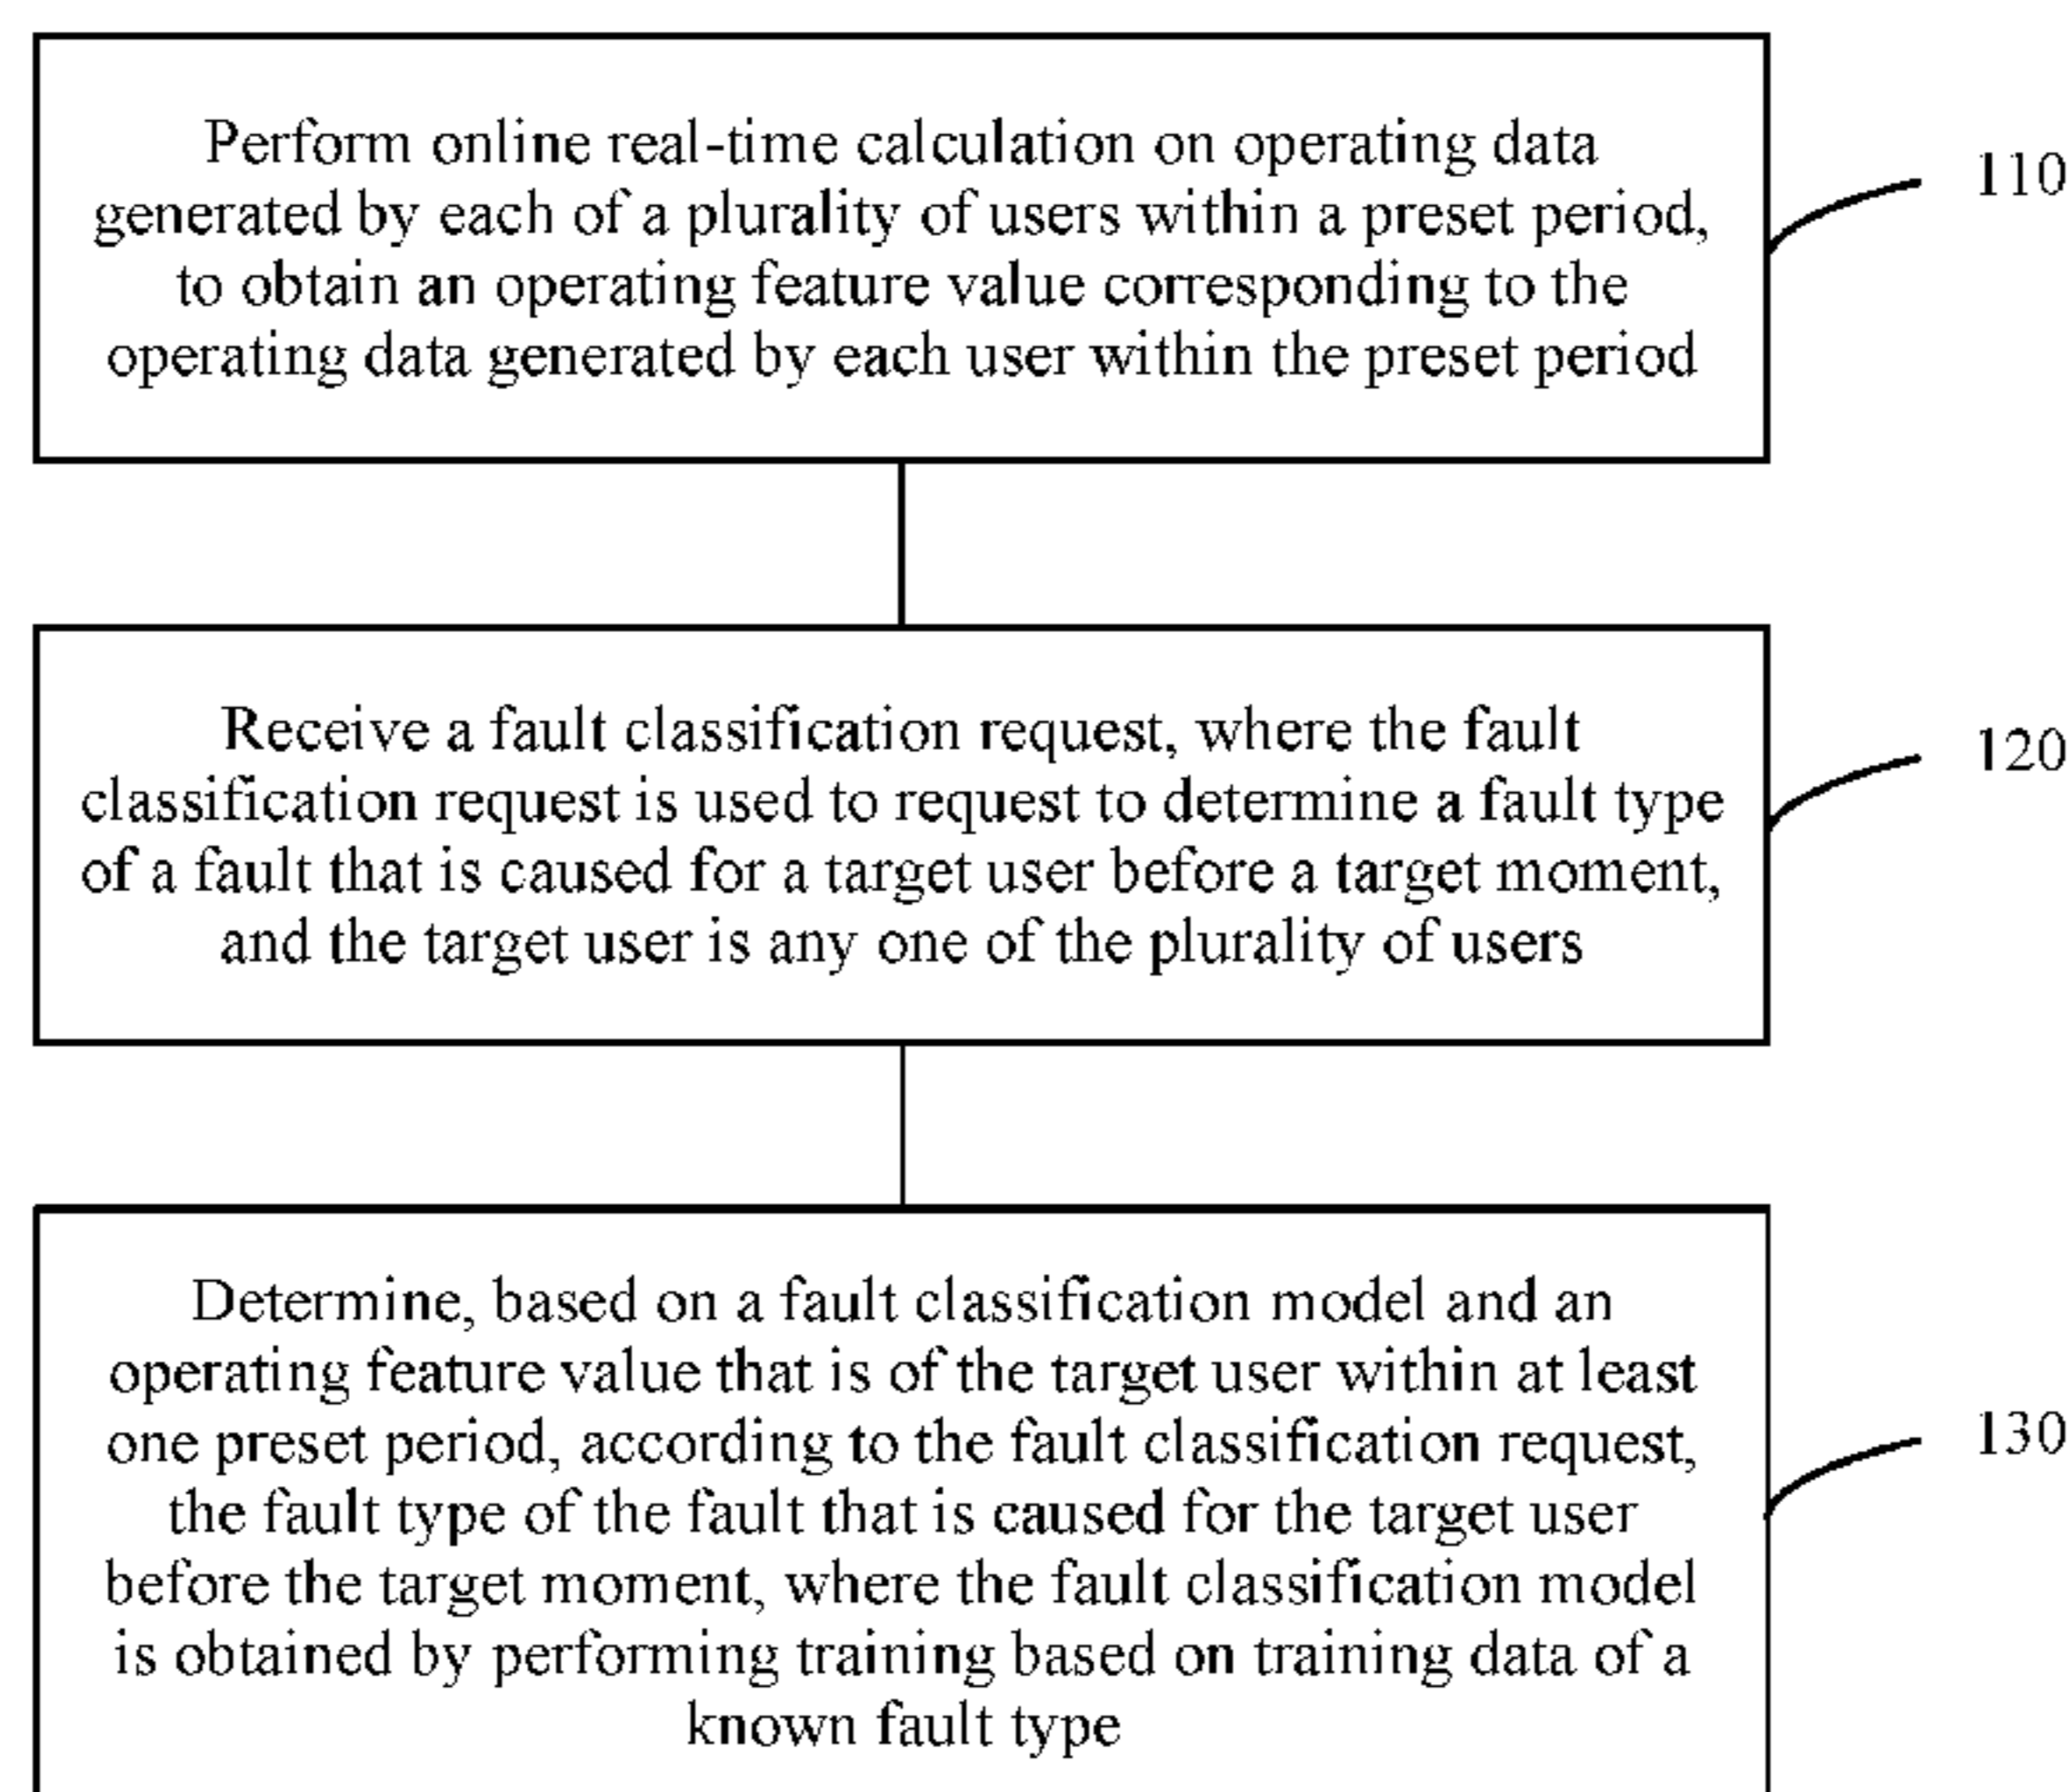 Perform online real-time calculation on operating data
generated by each of a plurality of users within a preset period,
to obtain an operating feature value corresponding to the
operating data generated by each user within the preset period
110
Receive a fault classification request, where the fault
classification request is used to request to determine a fault type
of a fault that is caused for a target user before a target moment,
and the target user is any one of the plurality of users
120
Determine, based on a fault classification model and an
operating feature value that is of the target user within at least
one preset period, according to the fault classification request,
the fault type of the fault that is caused for the target user
before the target moment, where the fault classification model
is obtained by performing training based on training data of a
known fault type
130